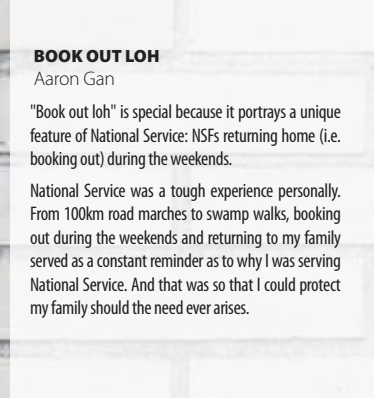 BOOK OUT LOH
Aaron Gan
"Book out loh" is special because it portrays a unique
feature of National Service: NSFs returning home (i.e.
booking out) during the weekends.
National Service was a tough experience personally.
From 100km road marches to swamp walks, booking
out during the weekends and returning to my family
served as a constant reminder as to why I was serving
National Service. And that was so that I could protect
my family should the need ever arises.